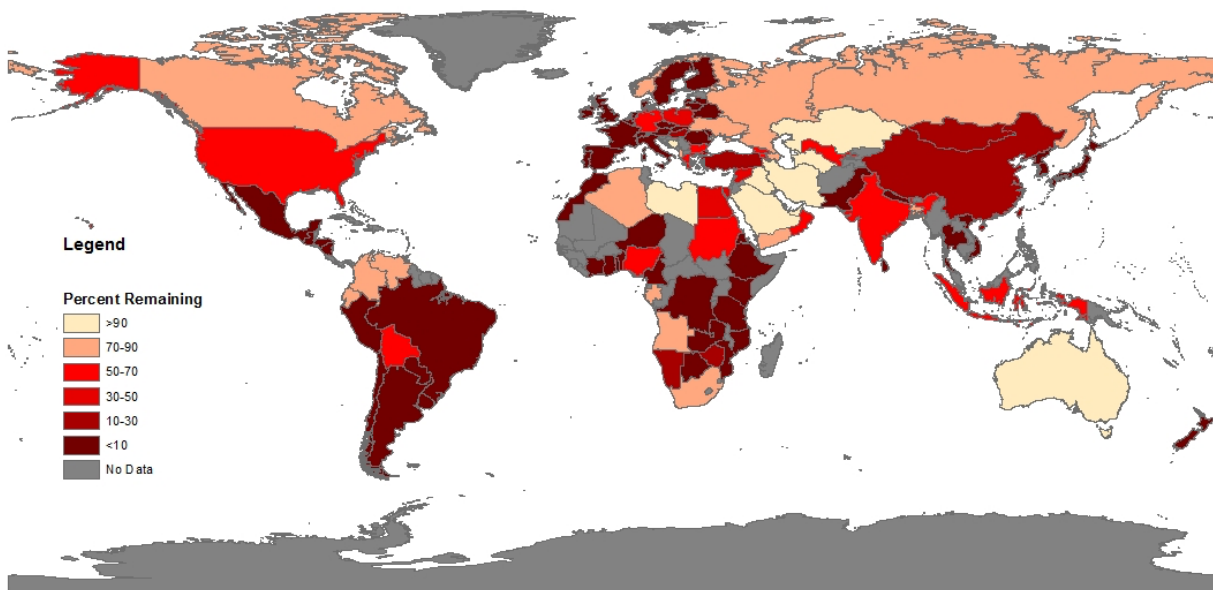 Legend
Percent Remaining
>90
70-90
50-70
30-50
10-30
<10
No Data